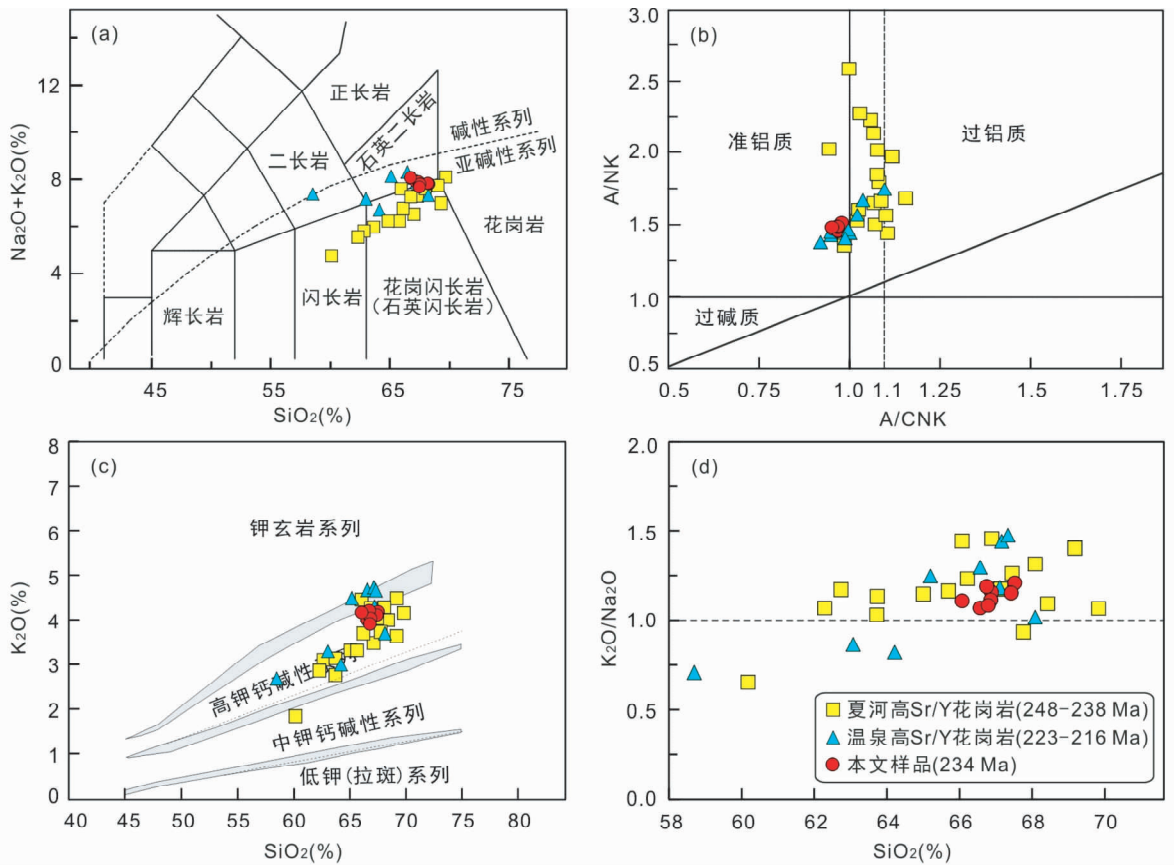 (a)
正长岩
石英二长岩
碱性系列
亚碱性系列
二长岩
花岗岩
辉长岩
闪长岩
花岗闪长岩
(石英闪长岩)
Na₂O+K₂O(%)
12
8
4
0
45
55
65
75
SiO₂(%)
(b)
准铝质
过铝质
过碱质
A/NK
3.0
2.5
2.0
1.5
1.0
0.5
0.5
0.75
1.0
1.1
1.25
1.5
1.75
A/CNK
(c)
钾玄岩系列
高钾钙碱性
中钾钙碱性系列
低钾(拉斑)系列
K₂O(%)
8
7
6
5
4
3
2
1
0
40
45
50
55
60
65
70
75
80
SiO₂(%)
(d)
K₂O/Na₂O
2.0
1.5
1.0
0.5
0.0
58
60
62
64
66
68
70
SiO₂(%)
夏河高Sr/Y花岗岩(248-238 Ma)
温泉高Sr/Y花岗岩(223-216 Ma)
本文样品(234 Ma)